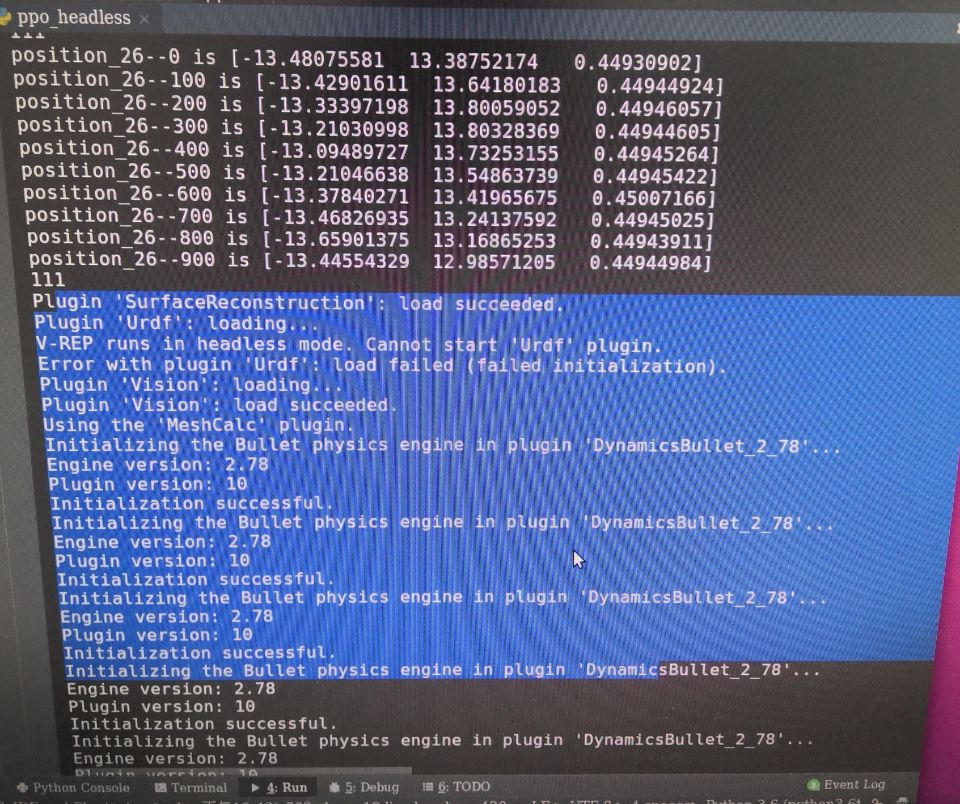 ppo_headless ×
111
position_26--0 is [-13.48075581  13.38752174   0.44930902]
position_26--100 is [-13.42901611  13.64180183   0.44944924]
position_26--200 is [-13.33397198  13.80059052   0.44946057]
position_26--300 is [-13.21030998  13.80328369   0.44944605]
position_26--400 is [-13.09489727  13.73253155   0.44945264]
position_26--500 is [-13.21046638  13.54863739   0.44945422]
position_26--600 is [-13.37840271  13.41965675   0.45007166]
position_26--700 is [-13.46826935  13.24137592   0.44945025]
position_26--800 is [-13.65901375  13.16865253   0.44943911]
position_26--900 is [-13.44554329  12.98571205   0.44944984]
111
Plugin 'SurfaceReconstruction': load succeeded.
Plugin 'Urdf': loading...
V-REP runs in headless mode. Cannot start 'Urdf' plugin.
Error with plugin 'Urdf': load failed (failed initialization).
Plugin 'Vision': loading...
Plugin 'Vision': load succeeded.
Using the 'MeshCalc' plugin.
Initializing the Bullet physics engine in plugin 'DynamicsBullet_2_78'...
Engine version: 2.78
Plugin version: 10
Initialization successful.
Initializing the Bullet physics engine in plugin 'DynamicsBullet_2_78'...
Engine version: 2.78
Plugin version: 10
Initialization successful.
Initializing the Bullet physics engine in plugin 'DynamicsBullet_2_78'...
Engine version: 2.78
Plugin version: 10
Initialization successful.
Initializing the Bullet physics engine in plugin 'DynamicsBullet_2_78'...
Engine version: 2.78
Plugin version: 10
Initialization successful.
Initializing the Bullet physics engine in plugin 'DynamicsBullet_2_78'...
Engine version: 2.78
Plugin version: 10
Python Console Terminal 4: Run 5: Debug 6: TODO Event Log